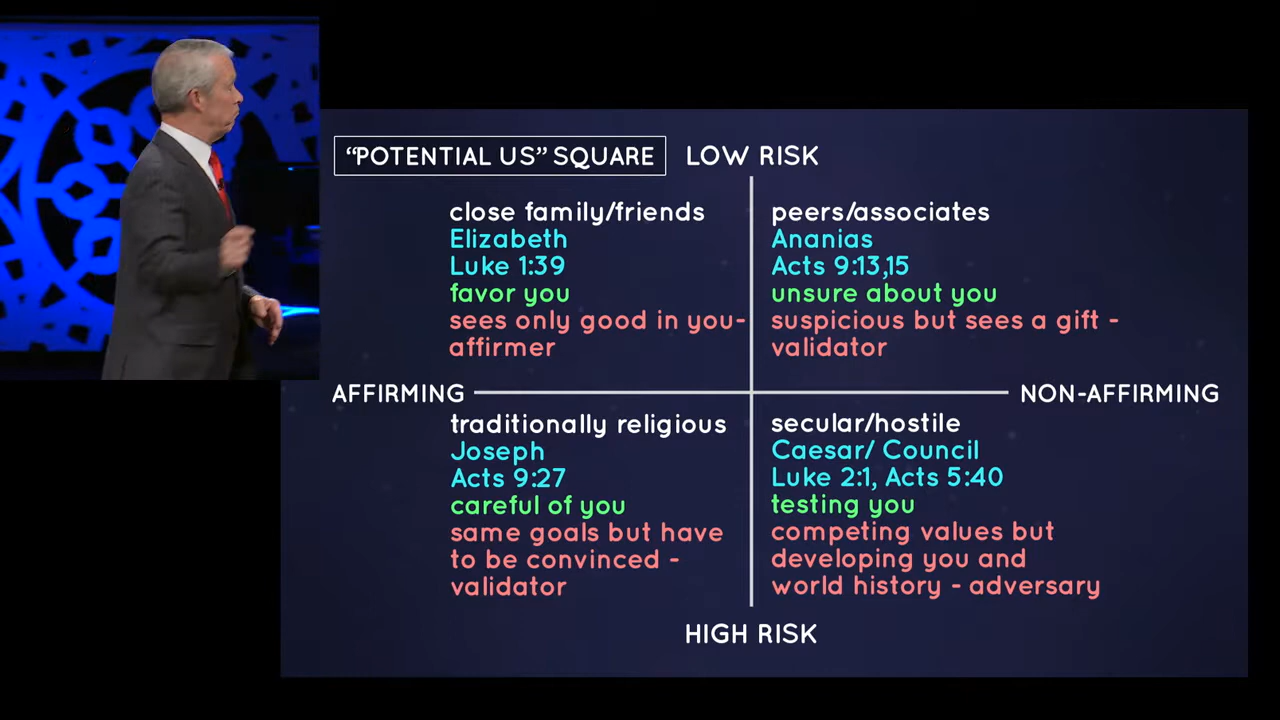 “POTENTIAL US” SQUARE
LOW RISK
close family/friends
Elizabeth
Luke 1:39
favor you
sees only good in you-
affirmer
peers/associates
Ananias
Acts 9:13,15
unsure about you
suspicious but sees a gift -
validator
AFFIRMING
NON-AFFIRMING
traditionally religious
Joseph
Acts 9:27
careful of you
same goals but have
to be convinced -
validator
secular/hostile
Caesar/ Council
Luke 2:1, Acts 5:40
testing you
competing values but
developing you and
world history - adversary
HIGH RISK